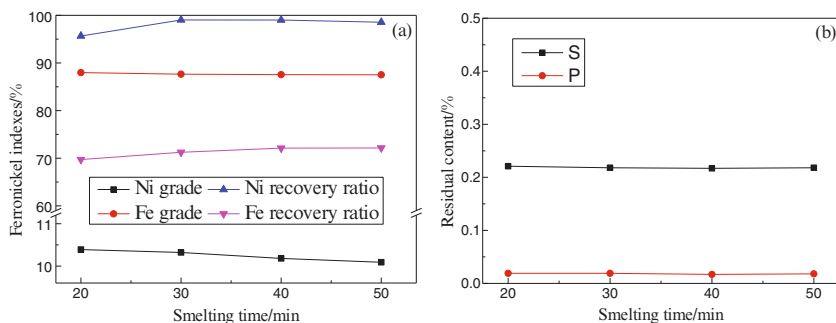 (a)
100
90
80
70
60
11
10
Ferronickel indexes/%
Ni grade
Ni recovery ratio
Fe grade
Fe recovery ratio
20
30
40
50
Smelting time/min
(b)
0.5
0.4
0.3
0.2
0.1
0.0
Residual content/%
S
P
20
30
40
50
Smelting time/min